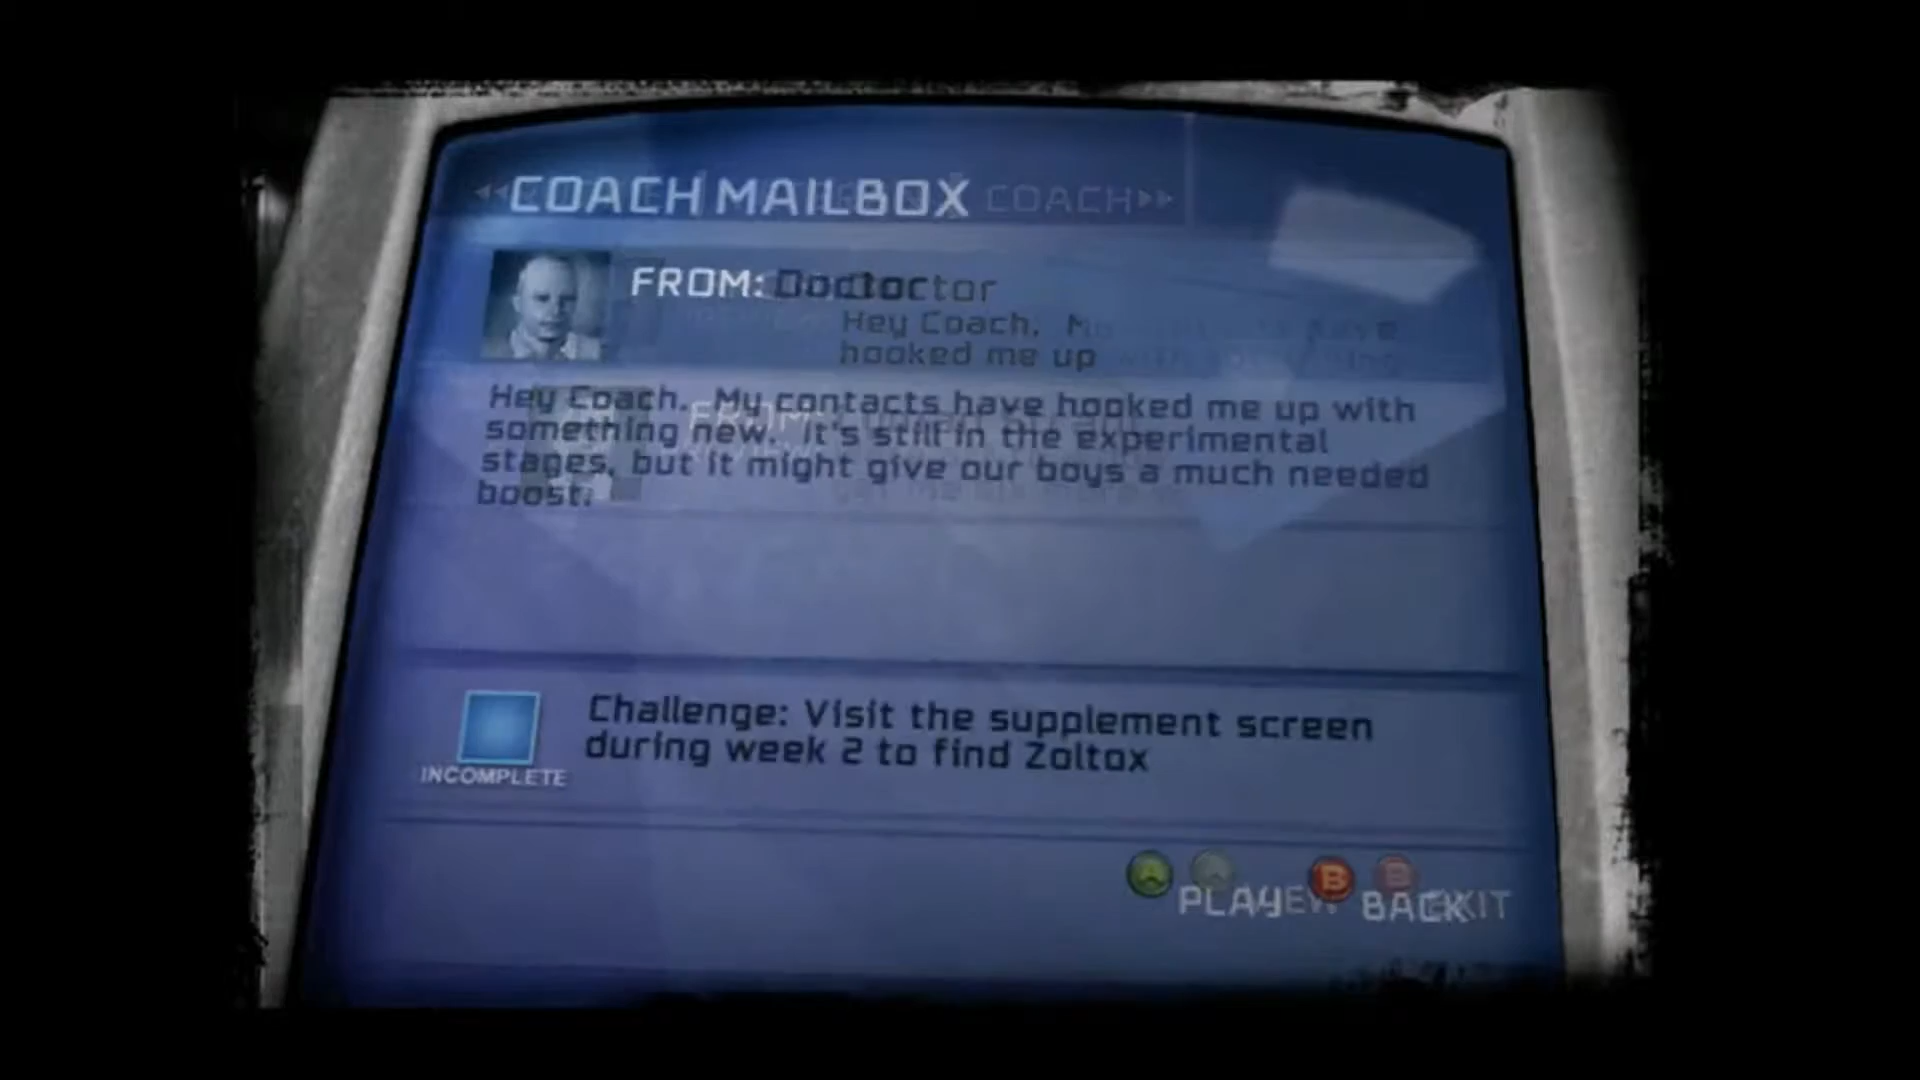 COACH MAILBOX COACH
FROM: Doctor
Hey Coach. My
hooked me up
Hey Coach. My contacts have hooked me up with
something new. It's still in the experimental
stages, but it might give our boys a much needed
boost.
Challenge: Visit the supplement screen
during week 2 to find Zoltox
INCOMPLETE
B B
PLAY BACK